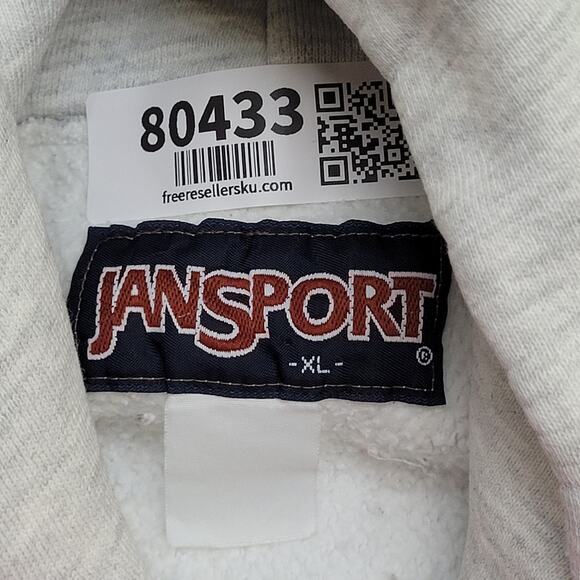 80433
freeresellersku.com
JANSPORT
®
-XL-